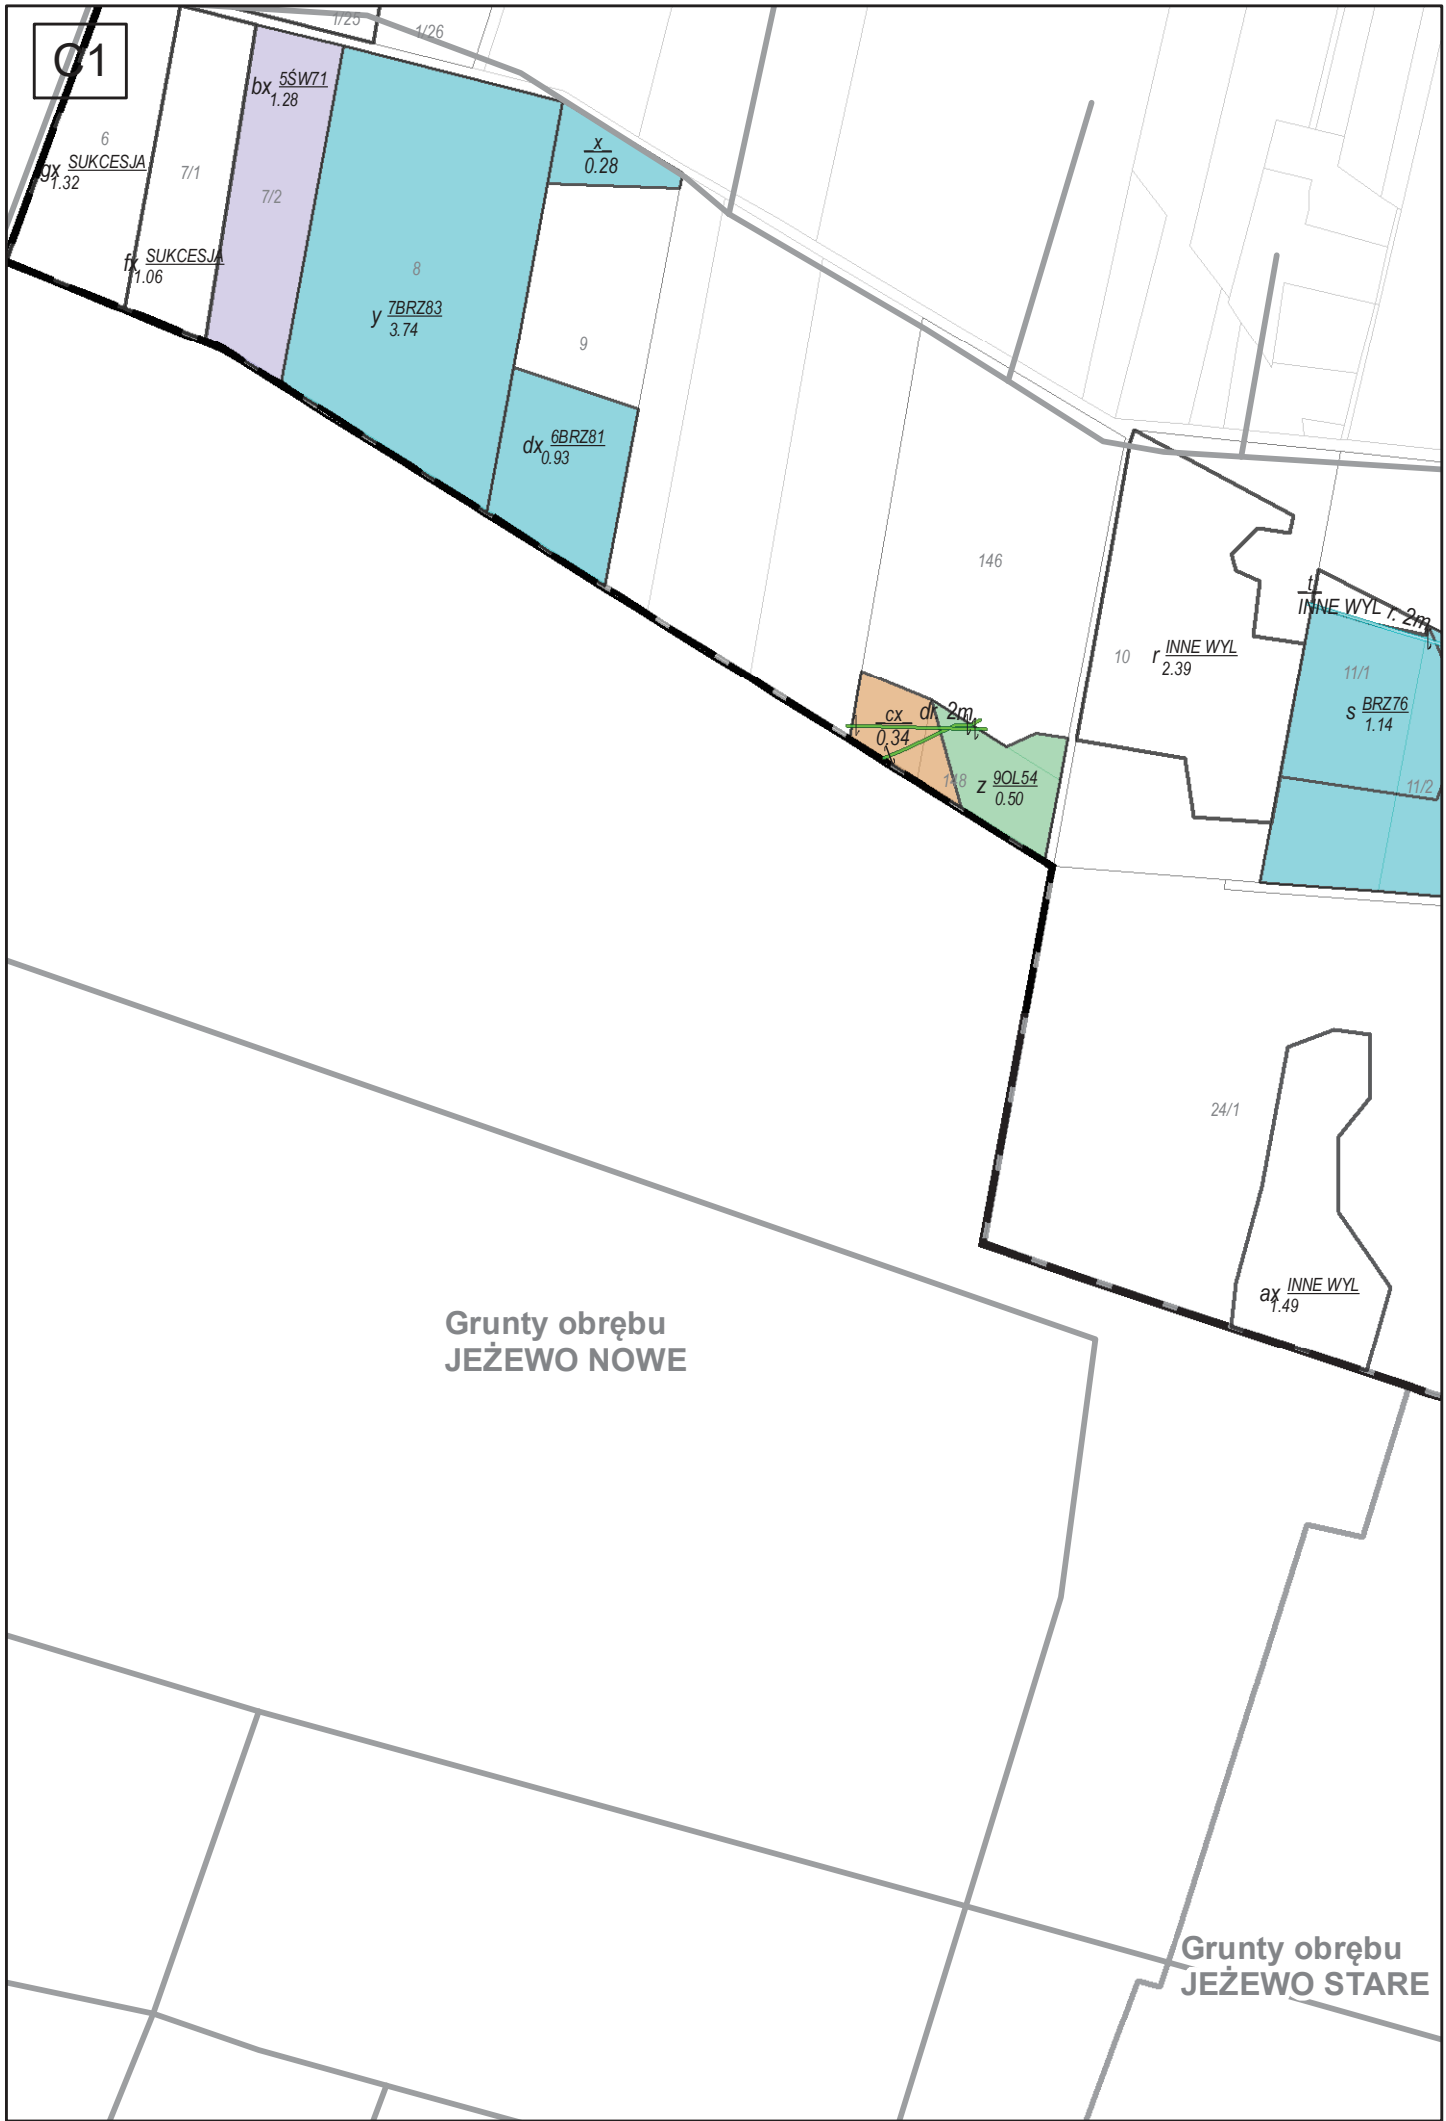 C1
1/25
1/26
bx 5ŚW71
1.28
6
gx SUKCESJA
1.32
7/1
7/2
x
0.28
fx SUKCESJA
1.06
8
y 7BRZ83
3.74
9
dx 6BRZ81
0.93
146
t
INNE WYL r. 2m
10
r INNE WYL
2.39
11/1
s BRZ76
1.14
cx
0.34
dr. 2m
148
z 9OL54
0.50
11/2
24/1
ax INNE WYL
1.49
Grunty obrębu
JEŻEWO NOWE
Grunty obrębu
JEŻEWO STARE